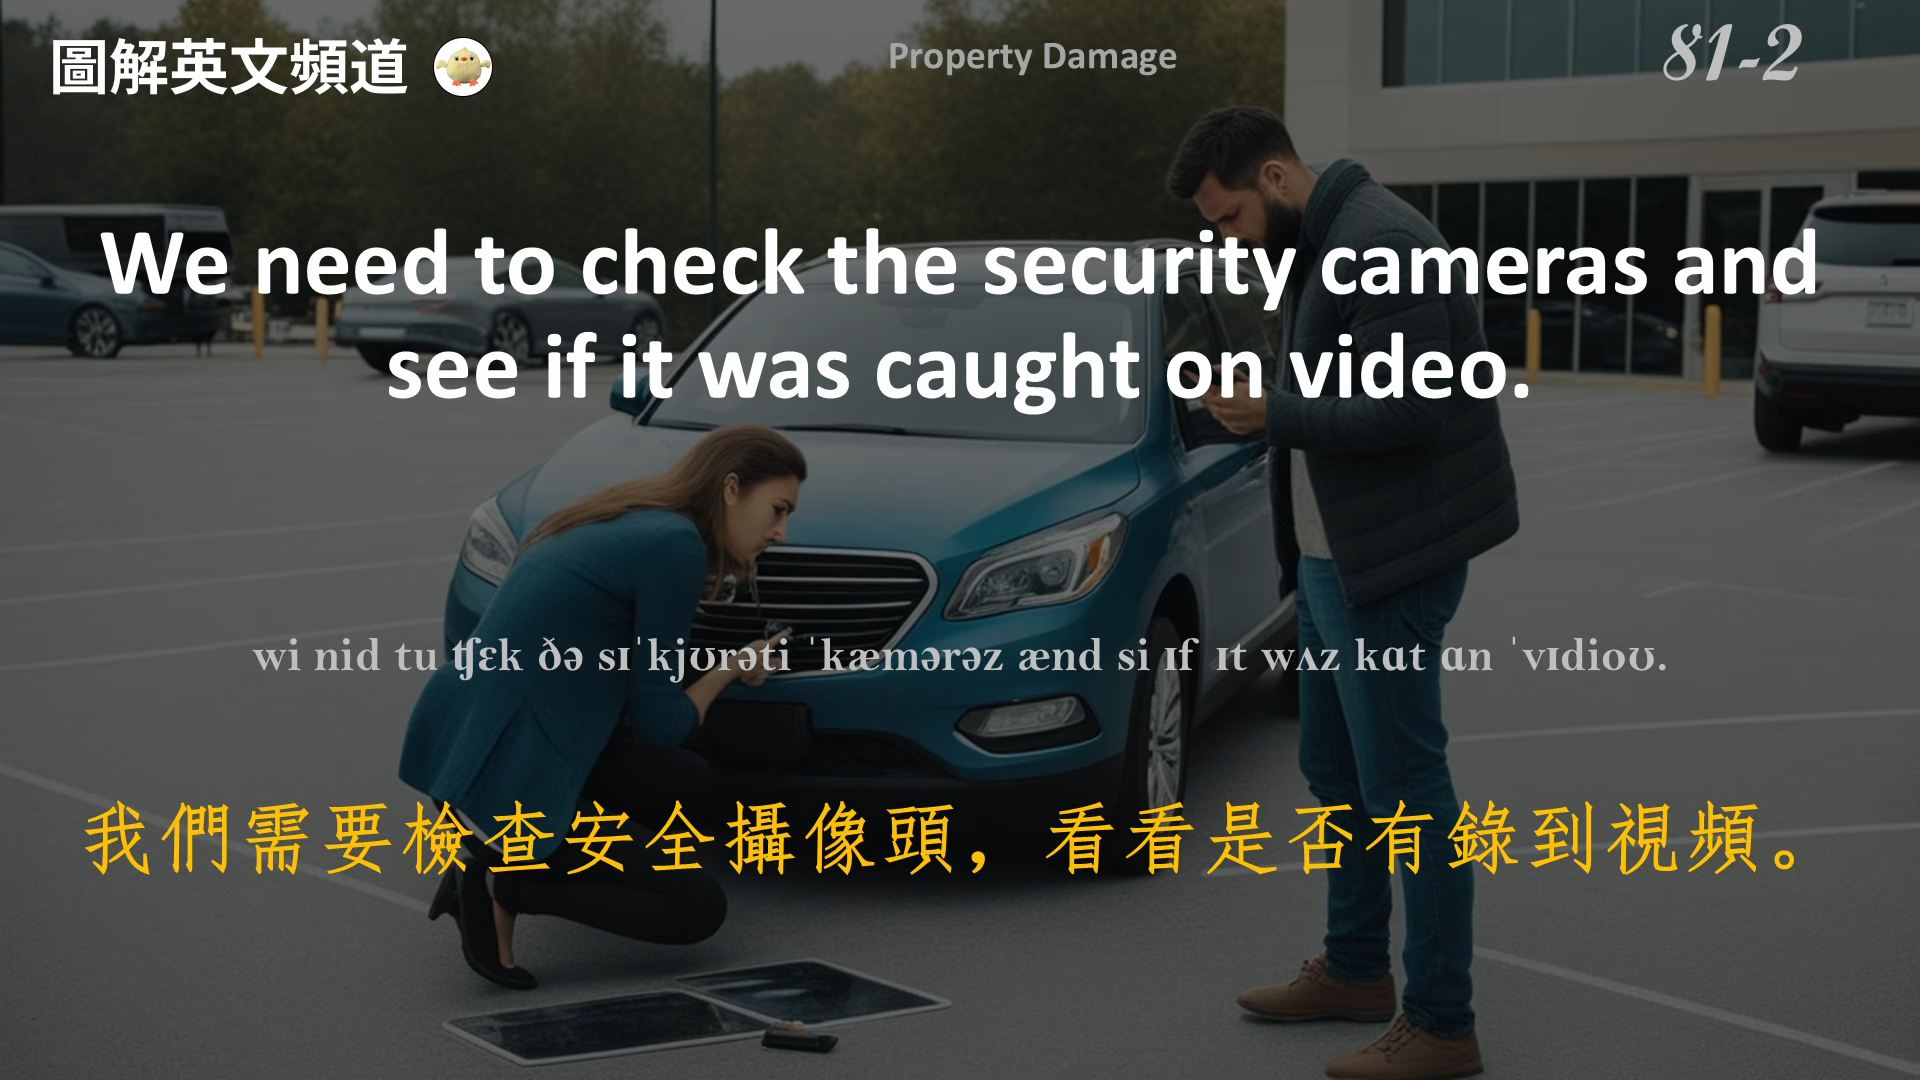 圖解英文頻道
Property Damage
81-2
We need to check the security cameras and
see if it was caught on video.
wi nid tu ʧɛk ðə sɪˈkjʊrəti ˈkæmərəz ænd si ɪf ɪt wʌz kɑt ɑn ˈvɪdioʊ.
我們需要檢查安全攝像頭，看看是否有錄到視頻。